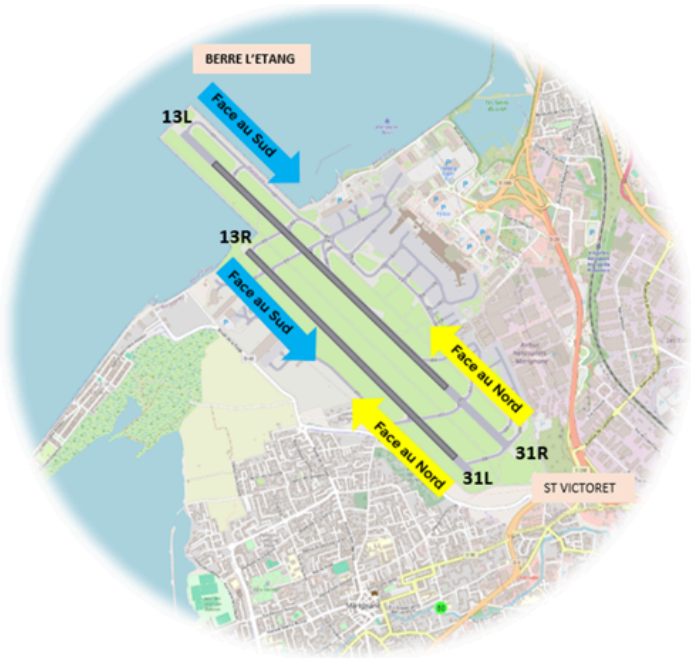 BERRE L'ETANG
13L
Face au Sud
13R
Face au Sud
Face au Nord
Face au Nord
31R
31L
ST VICTORET